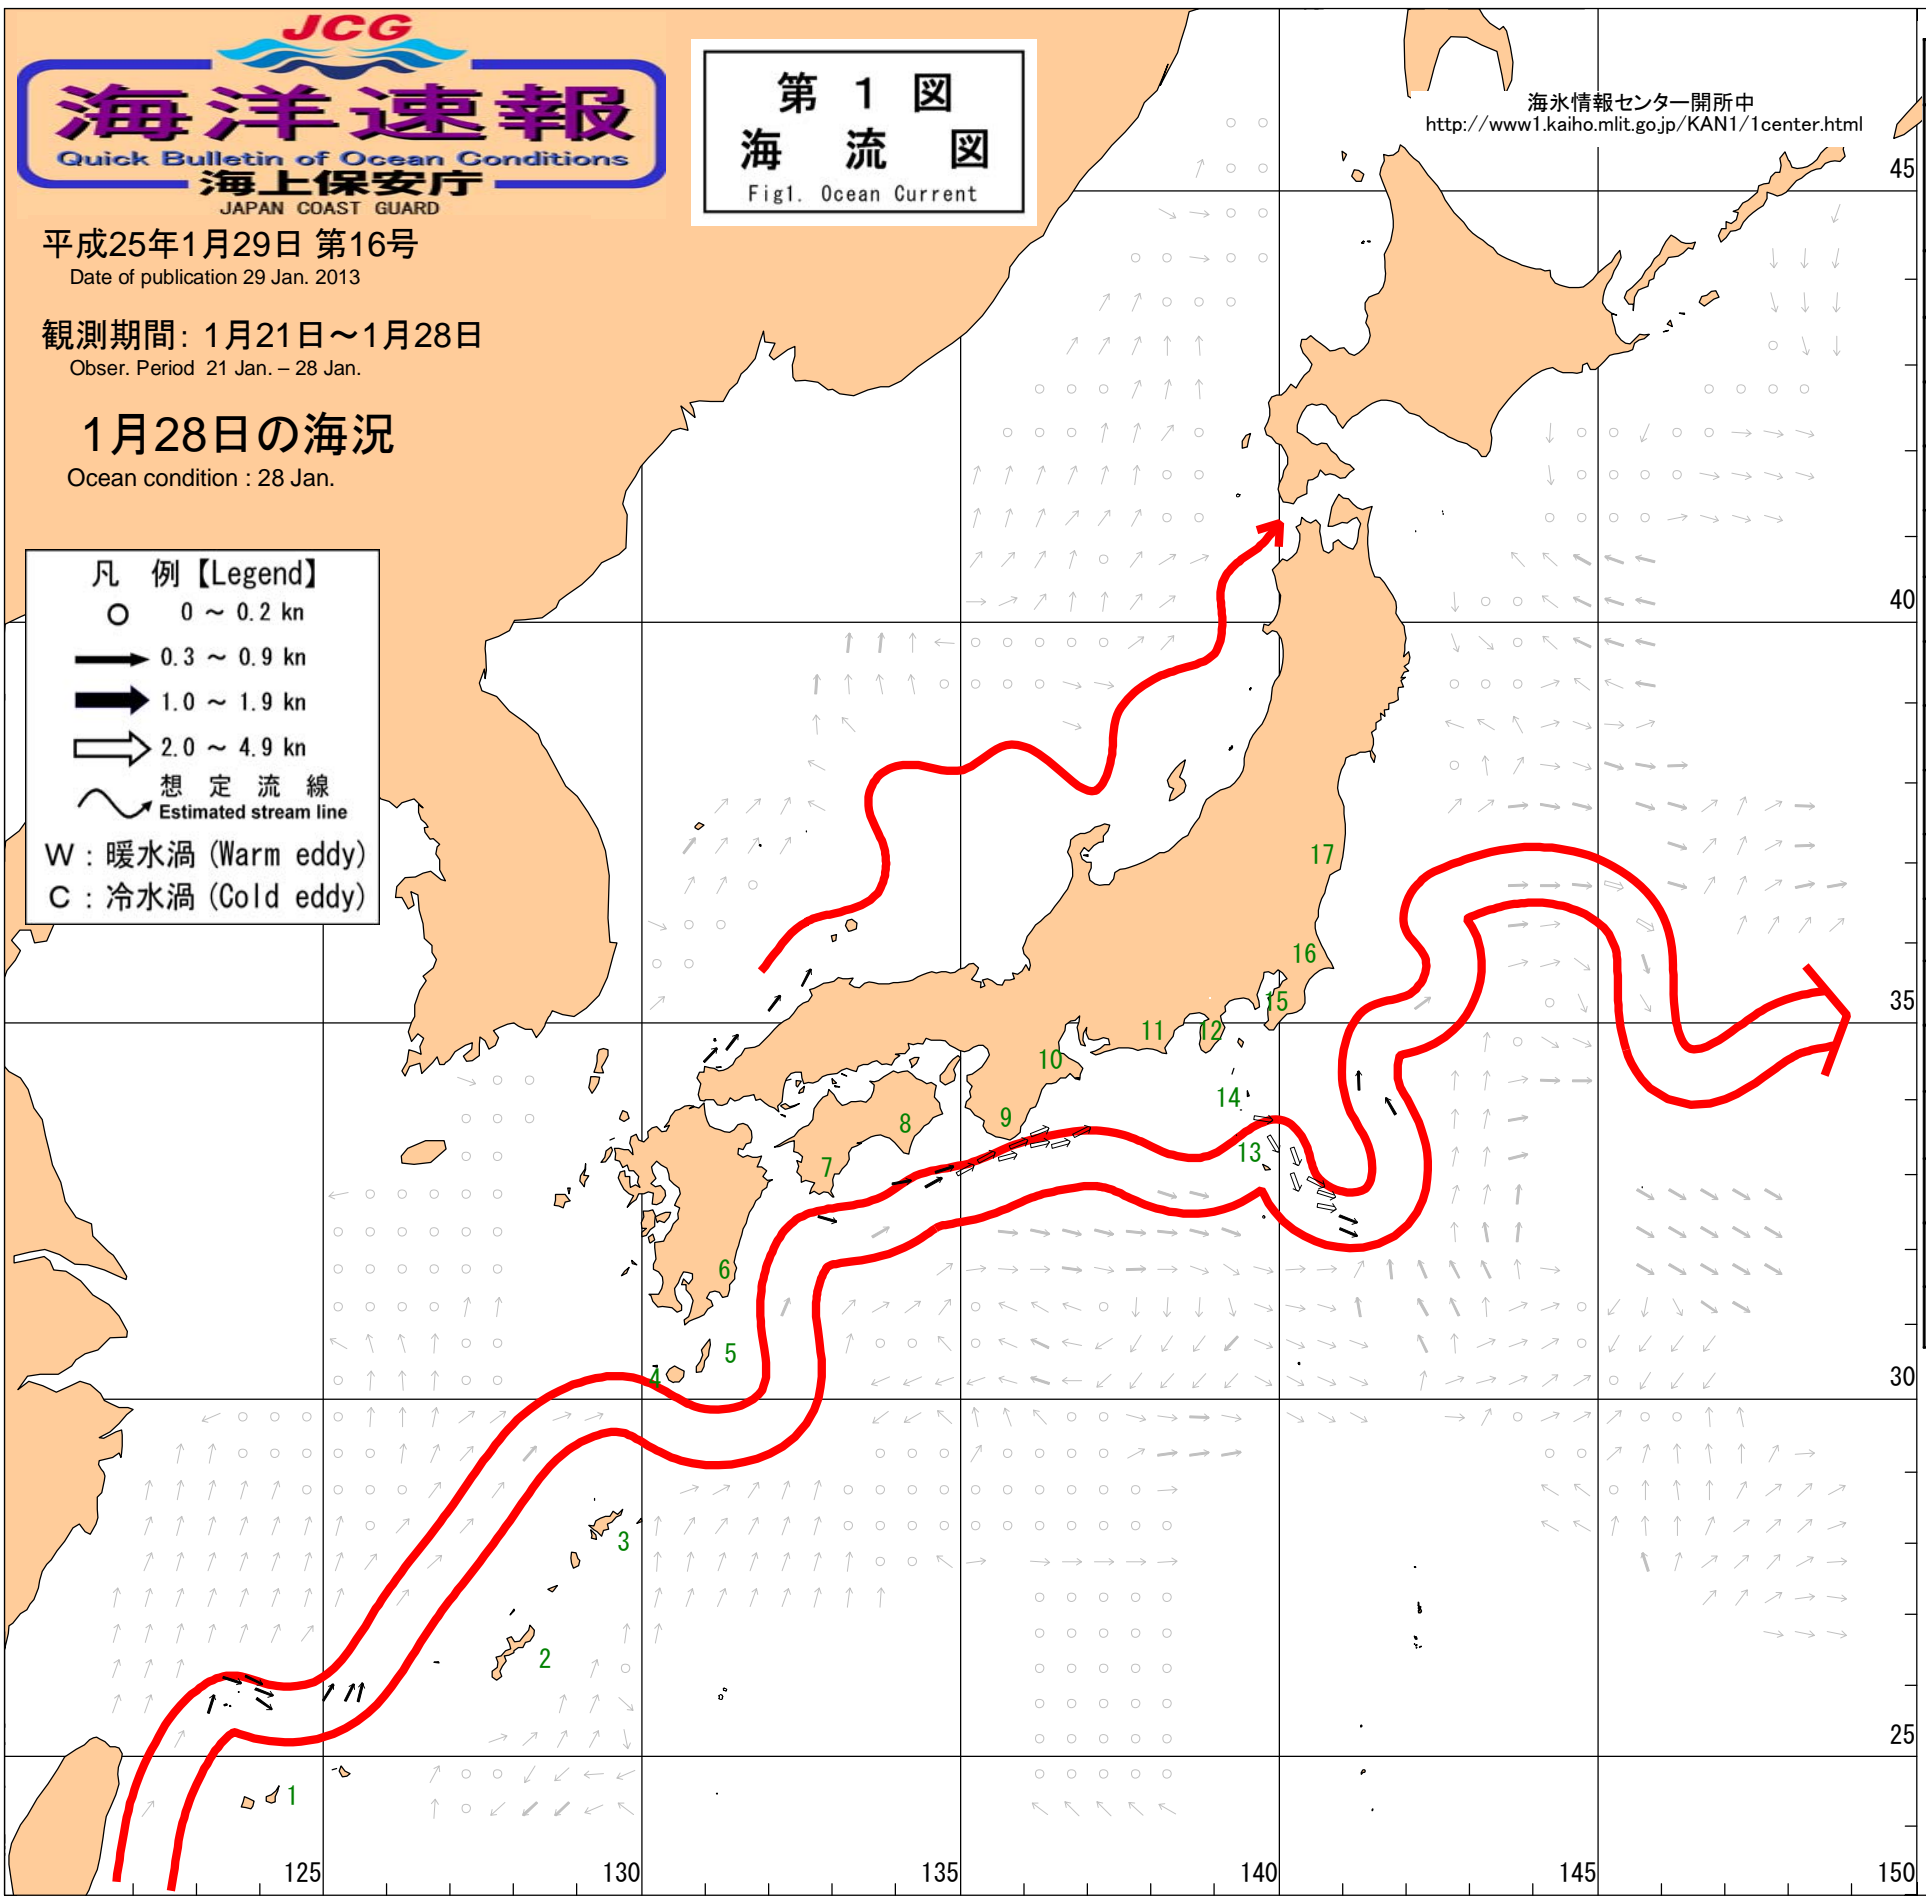 JCG
海洋速報
Quick Bulletin of Ocean Conditions
海上保安庁
JAPAN COAST GUARD
第 1 図
海 流 図
Fig1. Ocean Current
海氷情報センター開所中
http://www1.kaiho.mlit.go.jp/KAN1/1center.html
平成25年1月29日 第16号
Date of publication 29 Jan. 2013
観測期間: 1月21日～1月28日
Obser. Period 21 Jan. – 28 Jan.
1月28日の海況
Ocean condition : 28 Jan.
凡 例【Legend】
0 ～ 0.2 kn
0.3 ～ 0.9 kn
1.0 ～ 1.9 kn
2.0 ～ 4.9 kn
想 定 流 線
Estimated stream line
W : 暖水渦 (Warm eddy)
C : 冷水渦 (Cold eddy)
45
40
35
30
25
17
16
15
14
13
12
11
10
9
8
7
6
5
4
3
2
1
125
130
135
140
145
150